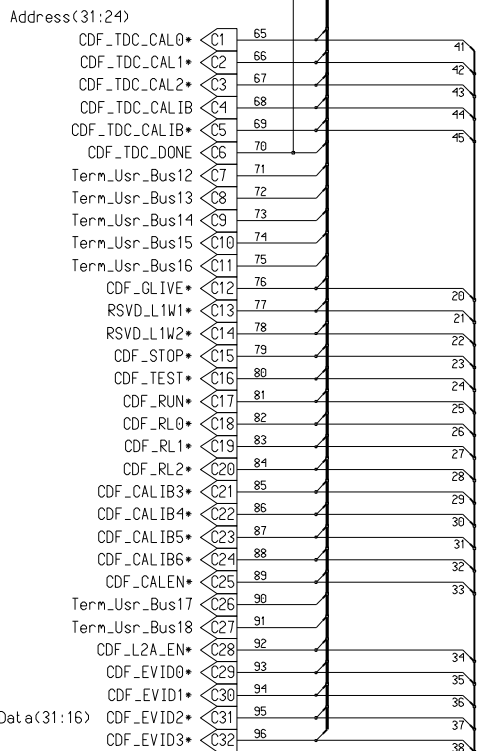 Address(31:24)
CDF_TDC_CAL0* C1 65 41
CDF_TDC_CAL1* C2 66 42
CDF_TDC_CAL2* C3 67 43
CDF_TDC_CALIB C4 68 44
CDF_TDC_CALIB* C5 69 45
CDF_TDC_DONE C6 70
Term_Usr_Bus12 C7 71
Term_Usr_Bus13 C8 72
Term_Usr_Bus14 C9 73
Term_Usr_Bus15 C10 74
Term_Usr_Bus16 C11 75
CDF_GLIVE* C12 76 20
RSVD_L1W1* C13 77 21
RSVD_L1W2* C14 78 22
CDF_STOP* C15 79 23
CDF_TEST* C16 80 24
CDF_RUN* C17 81 25
CDF_RL0* C18 82 26
CDF_RL1* C19 83 27
CDF_RL2* C20 84 28
CDF_CALIB3* C21 85 29
CDF_CALIB4* C22 86 30
CDF_CALIB5* C23 87 31
CDF_CALIB6* C24 88 32
CDF_CALEN* C25 89 33
Term_Usr_Bus17 C26 90
Term_Usr_Bus18 C27 91
CDF_L2A_EN* C28 92 34
CDF_EVID0* C29 93 35
CDF_EVID1* C30 94 36
Data(31:16) CDF_EVID2* C31 95 37
CDF_EVID3* C32 96 38